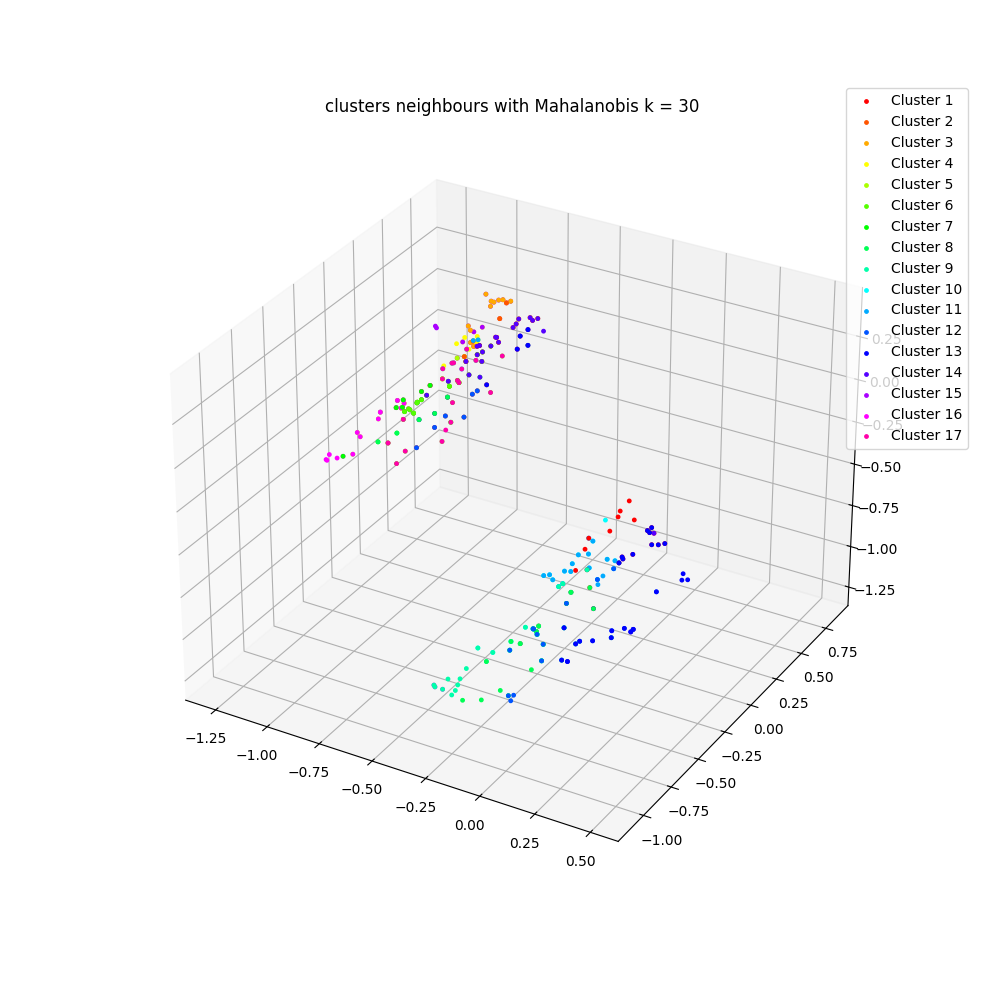 clusters neighbours with Mahalanobis k = 30
Cluster 1
Cluster 2
Cluster 3
Cluster 4
Cluster 5
Cluster 6
Cluster 7
Cluster 8
Cluster 9
Cluster 10
Cluster 11
Cluster 12
Cluster 13
Cluster 14
Cluster 15
Cluster 16
Cluster 17
0.25
0.00
−0.25
−0.50
−0.75
−1.00
−1.25
0.75
0.50
0.25
0.00
−0.25
−0.50
−0.75
−1.00
−1.25
−1.00
−0.75
−0.50
−0.25
0.00
0.25
0.50